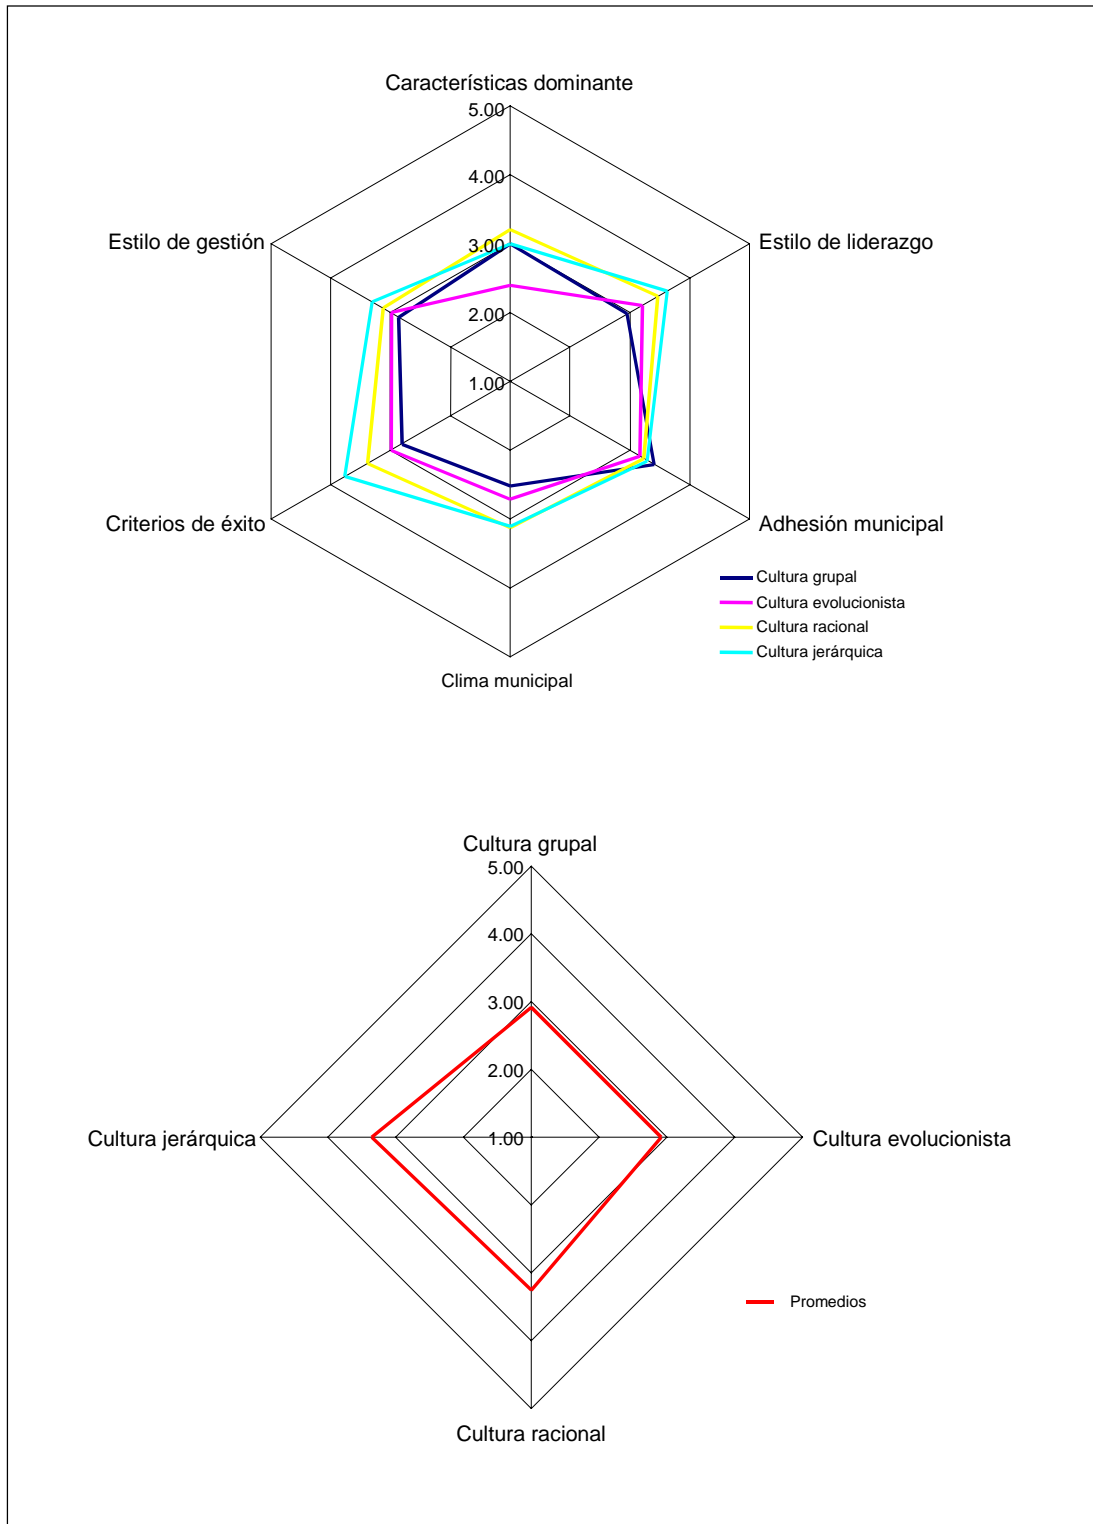 Características dominante
5.00
4.00
Estilo de gestión
3.00
Estilo de liderazgo
2.00
1.00
Criterios de éxito
Adhesión municipal
Cultura grupal
Cultura evolucionista
Cultura racional
Cultura jerárquica
Clima municipal
Cultura grupal
5.00
4.00
3.00
2.00
Cultura jerárquica
1.00
Cultura evolucionista
Promedios
Cultura racional